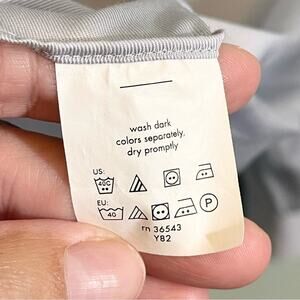 wash dark
colors separately.
dry promptly
US:
40C
EU:
40 P
rn 36543
Y82